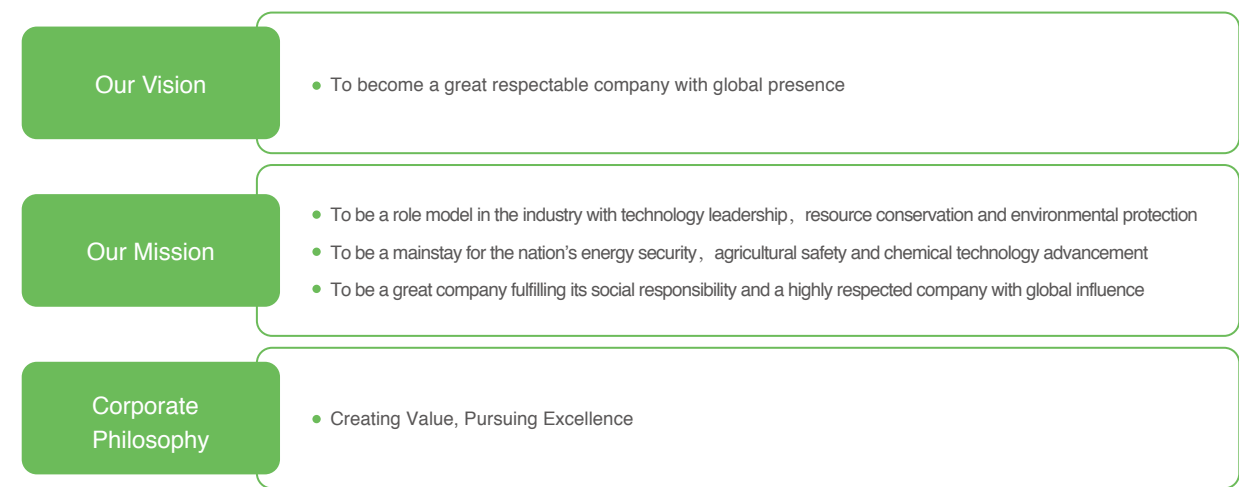 Our Vision
To become a great respectable company with global presence
Our Mission
To be a role model in the industry with technology leadership，resource conservation and environmental protection
To be a mainstay for the nation’s energy security，agricultural safety and chemical technology advancement
To be a great company fulfilling its social responsibility and a highly respected company with global influence
Corporate
Philosophy
Creating Value, Pursuing Excellence